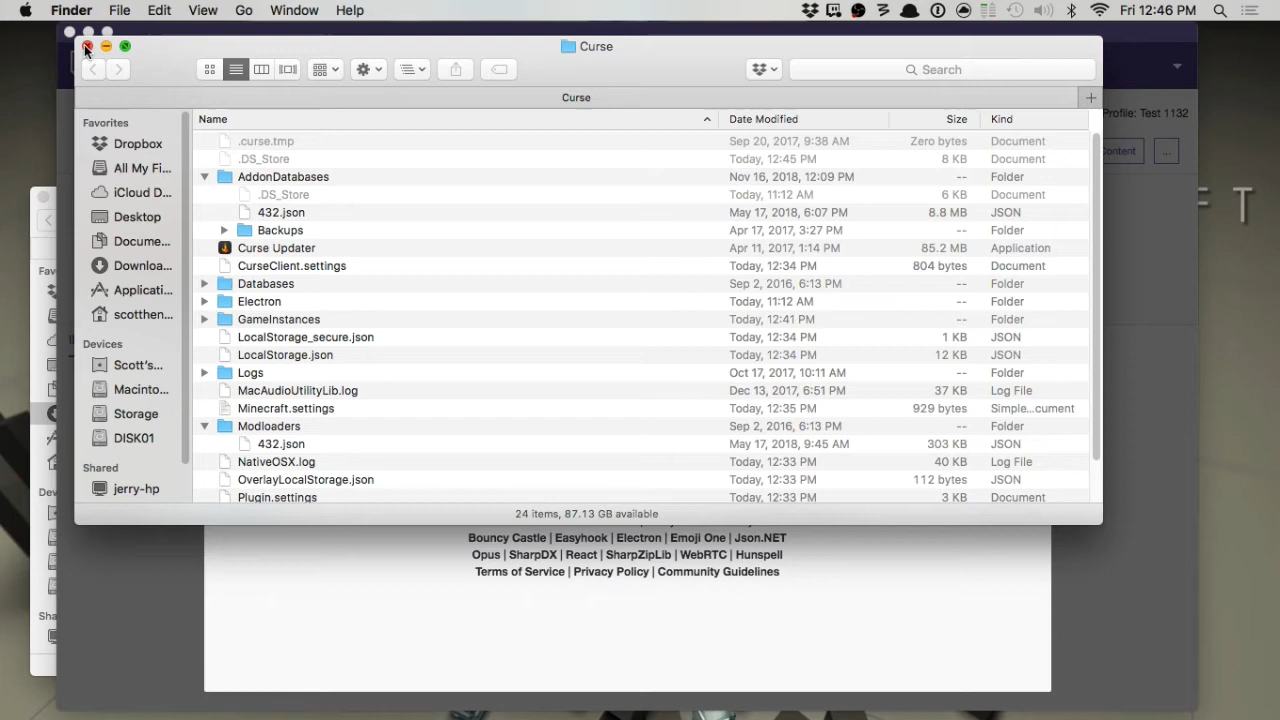 Finder File Edit View Go Window Help Fri 12:46 PM
Curse
Search
Curse
Profile: Test 1132
Favorites
Name Date Modified Size Kind
Dropbox
All My Fi...
iCloud D...
Desktop
Docume...
Downloa...
Applicati...
scotthen...
Devices
Scott's...
Macinto...
Storage
DISK01
Shared
jerry-hp
.curse.tmp Sep 20, 2017, 9:38 AM Zero bytes Document
.DS_Store Today, 12:45 PM 8 KB Document
AddonDatabases Nov 16, 2018, 12:09 PM -- Folder
.DS_Store Today, 11:12 AM 6 KB Document
432.json May 17, 2018, 6:07 PM 8.8 MB JSON
Backups Apr 17, 2017, 3:27 PM -- Folder
Curse Updater Apr 11, 2017, 1:14 PM 85.2 MB Application
CurseClient.settings Today, 12:34 PM 804 bytes Document
Databases Sep 2, 2016, 6:13 PM -- Folder
Electron Today, 11:12 AM -- Folder
GameInstances Today, 12:41 PM -- Folder
LocalStorage_secure.json Today, 12:34 PM 1 KB JSON
LocalStorage.json Today, 12:34 PM 12 KB JSON
Logs Oct 17, 2017, 10:11 AM -- Folder
MacAudioUtilityLib.log Dec 13, 2017, 6:51 PM 37 KB Log File
Minecraft.settings Today, 12:35 PM 929 bytes Simple...cument
Modloaders Sep 2, 2016, 6:13 PM -- Folder
432.json May 17, 2018, 9:45 AM 303 KB JSON
NativeOSX.log Today, 12:33 PM 40 KB Log File
OverlayLocalStorage.json Today, 12:33 PM 112 bytes JSON
Plugin.settings Today, 12:33 PM 3 KB Document
24 items, 87.13 GB available
ontent
...
F T
Fav
Dev
Sha
Bouncy Castle | Easyhook | Electron | Emoji One | Json.NET
Opus | SharpDX | React | SharpZipLib | WebRTC | Hunspell
Terms of Service | Privacy Policy | Community Guidelines